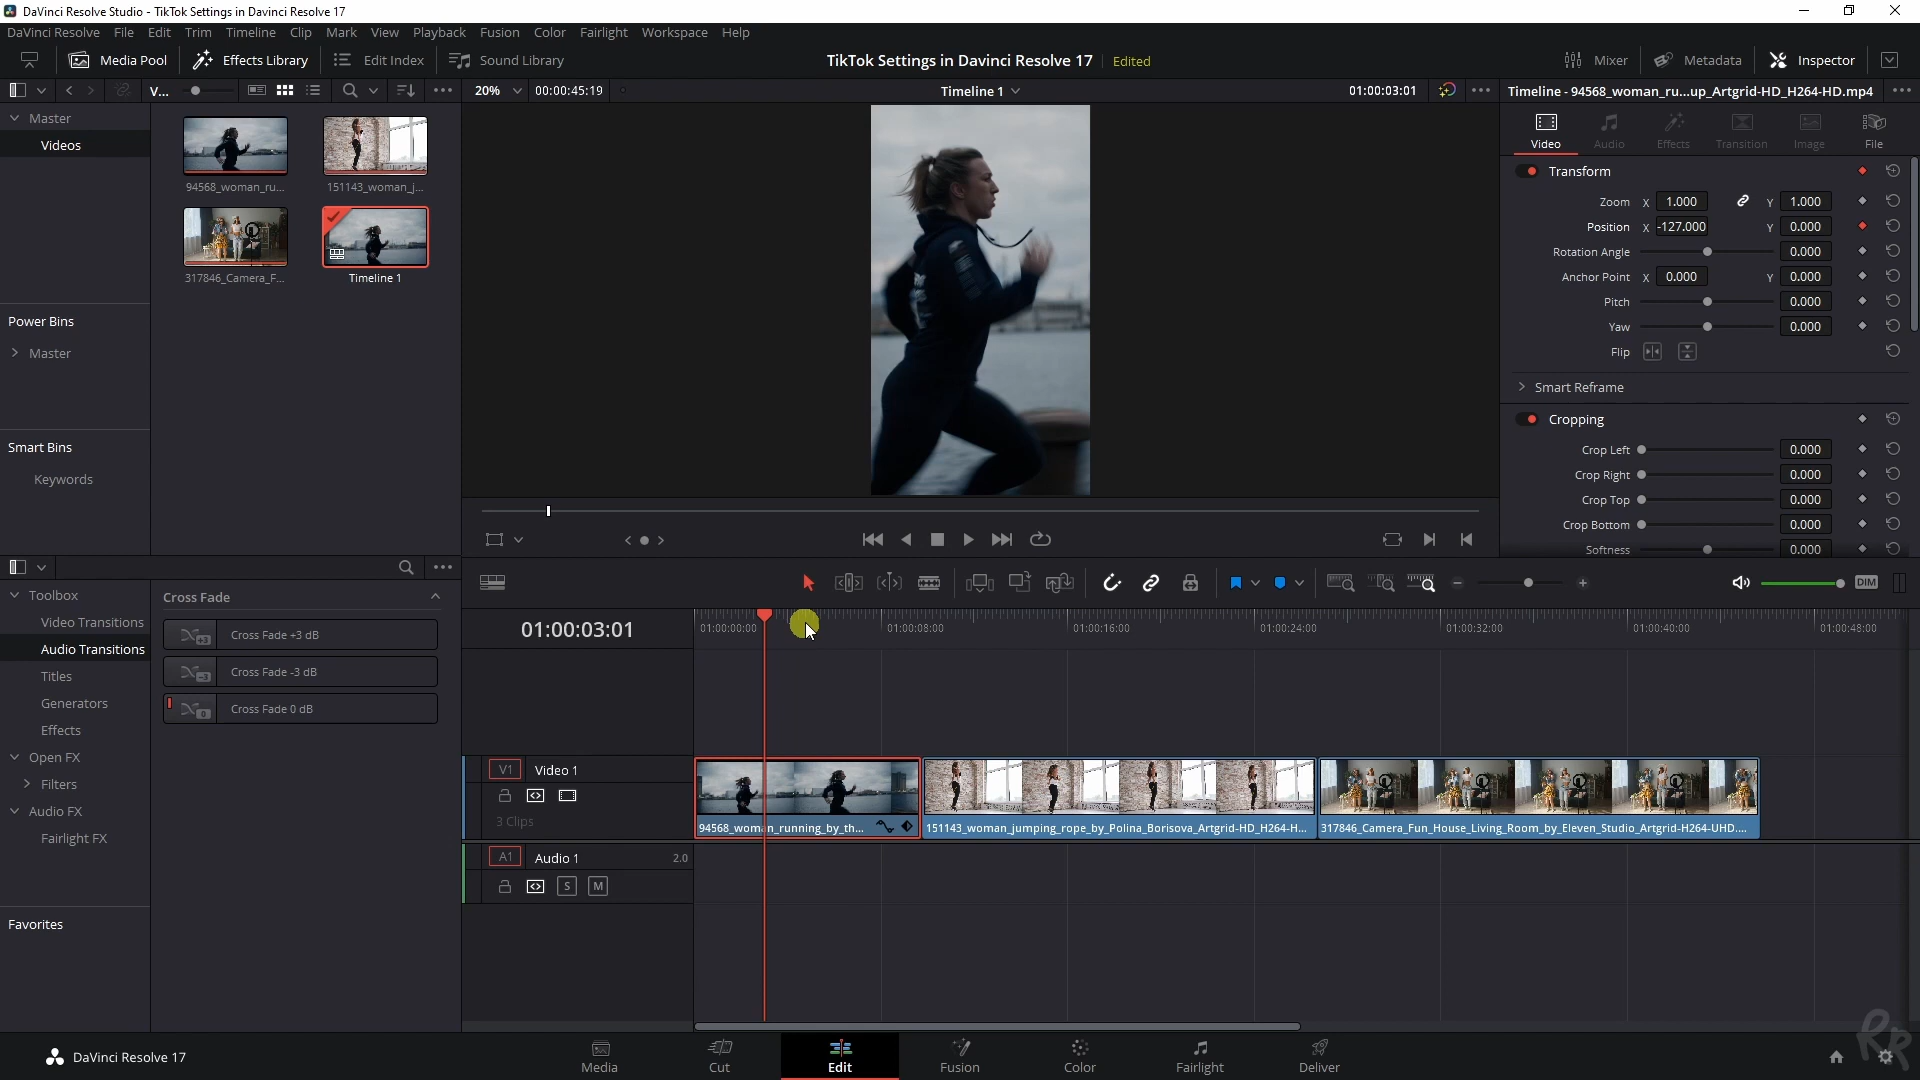 DaVinci Resolve Studio - TikTok Settings in Davinci Resolve 17
DaVinci Resolve File Edit Trim Timeline Clip Mark View Playback Fusion Color Fairlight Workspace Help
Media Pool Effects Library Edit Index Sound Library TikTok Settings in Davinci Resolve 17 Edited Mixer Metadata Inspector
V... 20% 00:00:45:19 Timeline 1 01:00:03:01 Timeline - 94568_woman_ru...up_Artgrid-HD_H264-HD.mp4
Master
Videos
94568_woman_ru...
151143_woman_j...
317846_Camera_F...
Timeline 1
Power Bins
Master
Smart Bins
Keywords
Video Audio Effects Transition Image File
Transform
Zoom X 1.000 Y 1.000
Position X -127.000 Y 0.000
Rotation Angle 0.000
Anchor Point X 0.000 Y 0.000
Pitch 0.000
Yaw 0.000
Flip
Smart Reframe
Cropping
Crop Left 0.000
Crop Right 0.000
Crop Top 0.000
Crop Bottom 0.000
Softness 0.000
Toolbox
Video Transitions
Audio Transitions
Titles
Generators
Effects
Open FX
Filters
Audio FX
Fairlight FX
Favorites
Cross Fade
+3 Cross Fade +3 dB
-3 Cross Fade -3 dB
0 Cross Fade 0 dB
DIM
01:00:03:01
01:00:00:00 01:00:08:00 01:00:16:00 01:00:24:00 01:00:32:00 01:00:40:00 01:00:48:00
V1 Video 1
3 Clips
94568_woman_running_by_th... 151143_woman_jumping_rope_by_Polina_Borisova_Artgrid-HD_H264-H... 317846_Camera_Fun_House_Living_Room_by_Eleven_Studio_Artgrid-H264-UHD....
A1 Audio 1 2.0
S M
DaVinci Resolve 17
Media Cut Edit Fusion Color Fairlight Deliver
RR